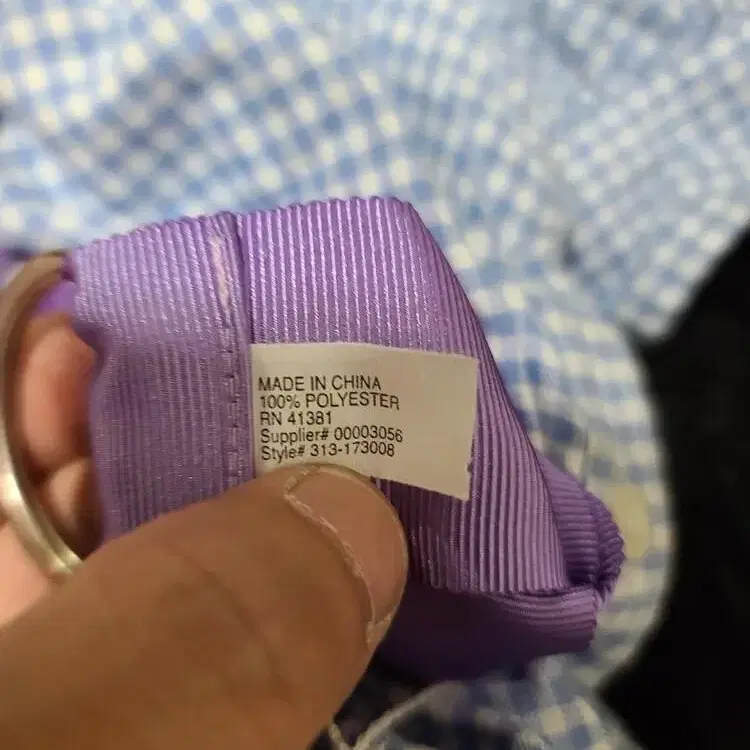 MADE IN CHINA
100% POLYESTER
RN 41381
Supplier# 00003056
Style# 313-173008